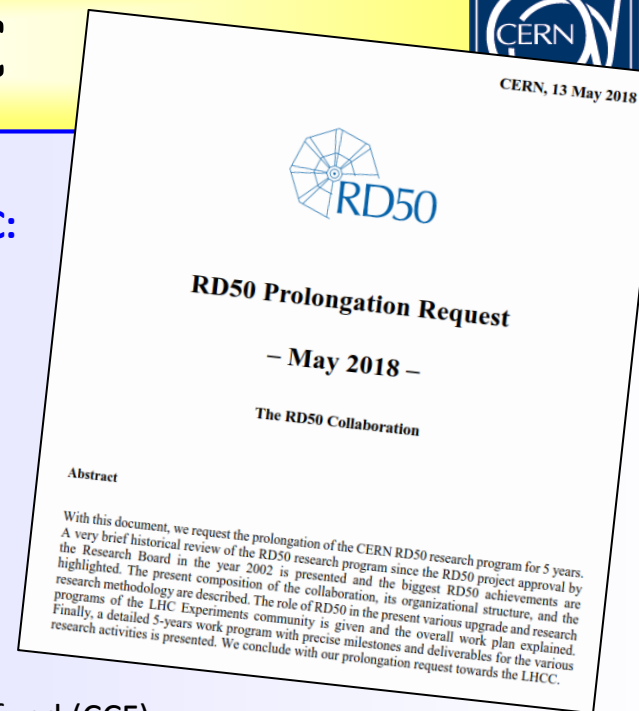 CERN
CERN, 13 May 2018
C:
RD50
RD50 Prolongation Request
– May 2018 –
The RD50 Collaboration
Abstract
With this document, we request the prolongation of the CERN RD50 research program for 5 years.
A very brief historical review of the RD50 research program since the RD50 project approval by
the Research Board in the year 2002 is presented and the biggest RD50 achievements are
highlighted. The present composition of the collaboration, its organizational structure, and the
research methodology are described. The role of RD50 in the present various upgrade and research
programs of the LHC Experiments community is given and the overall work plan explained.
Finally, a detailed 5-years work program with precise milestones and deliverables for the various
research activities is presented. We conclude with our prolongation request towards the LHCC.